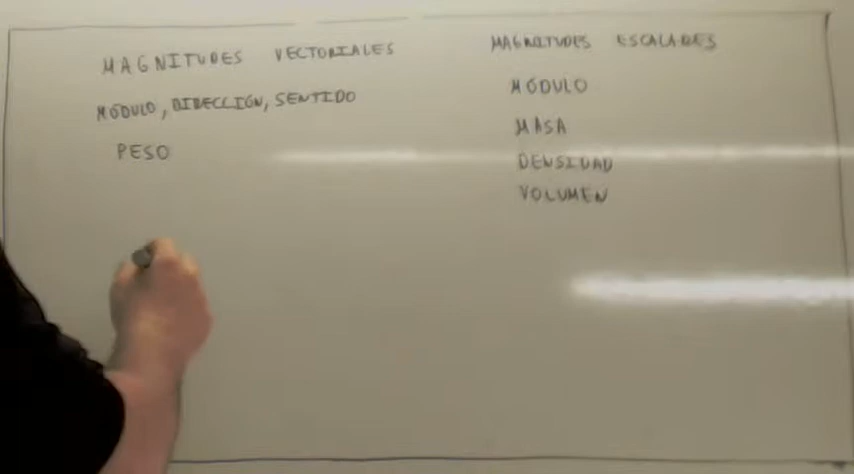 MAGNITUDES VECTORIALES
MÓDULO, DIRECCIÓN, SENTIDO
PESO
MAGNITUDES ESCALARES
MÓDULO
MASA
DENSIDAD
VOLUMEN